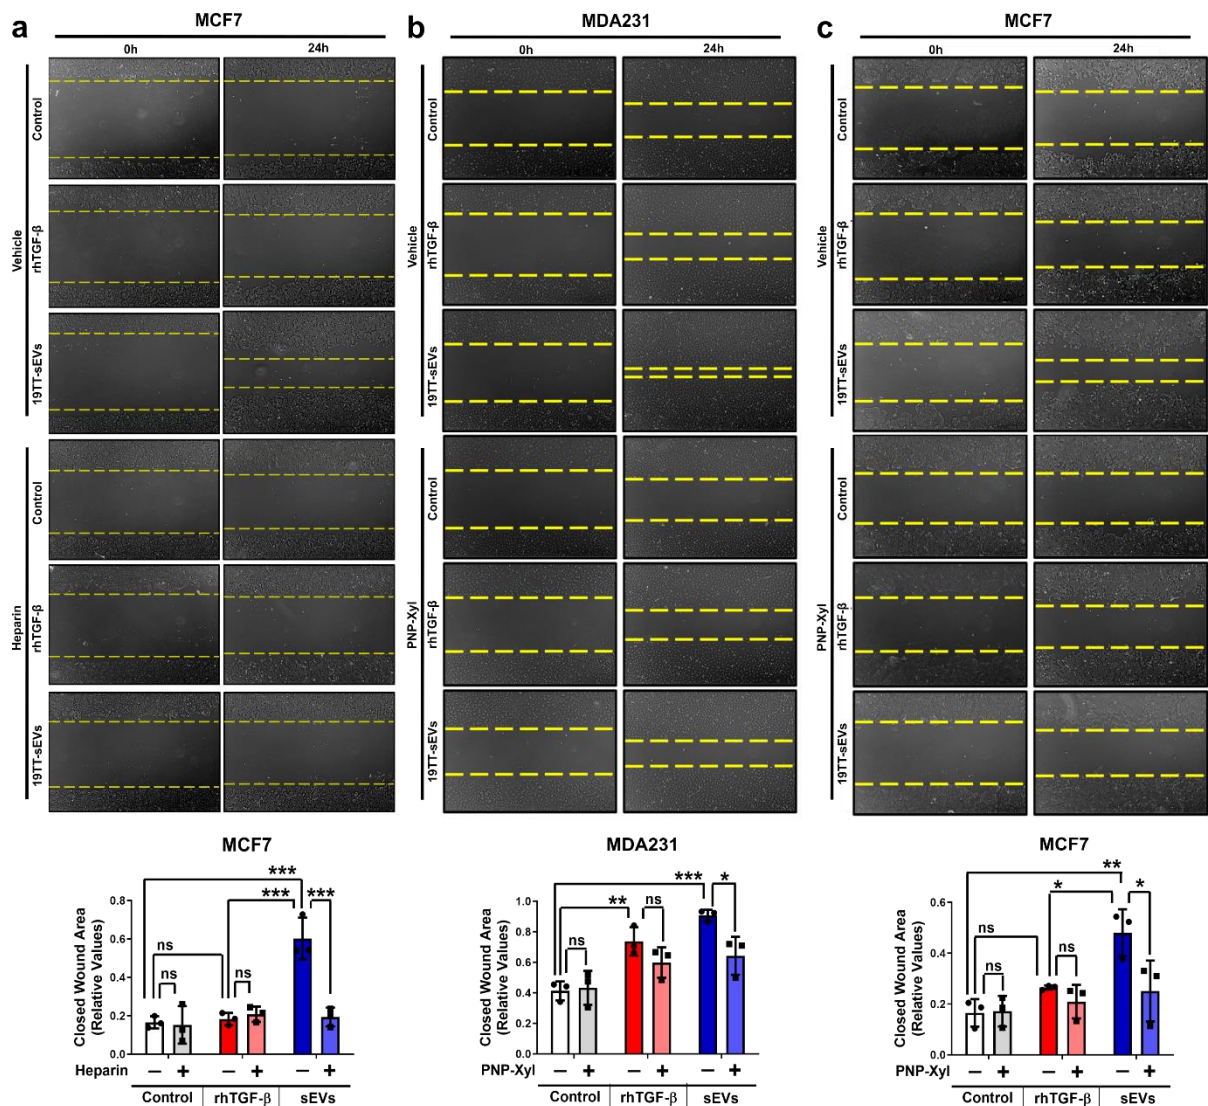 a
MCF7
0h
24h
Vehicle
Control
rhTGF-β
19TT-sEVs
Heparin
Control
rhTGF-β
19TT-sEVs
b
MDA231
0h
24h
Vehicle
Control
rhTGF-β
19TT-sEVs
PNP-Xyl
Control
rhTGF-β
19TT-sEVs
c
MCF7
0h
24h
Vehicle
Control
rhTGF-β
19TT-sEVs
PNP-Xyl
Control
rhTGF-β
19TT-sEVs
MCF7
Closed Wound Area
(Relative Values)
0.8
0.6
0.4
0.2
0.0
***
*** ***
ns
ns ns
Heparin – + – + – +
Control rhTGF-β sEVs
MDA231
Closed Wound Area
(Relative Values)
1.0
0.8
0.6
0.4
0.2
0.0
*** *
** ns
ns
PNP-Xyl – + – + – +
Control rhTGF-β sEVs
MCF7
Closed Wound Area
(Relative Values)
0.6
0.4
0.2
0.0
**
* *
ns
ns ns
PNP-Xyl – + – + – +
Control rhTGF-β sEVs